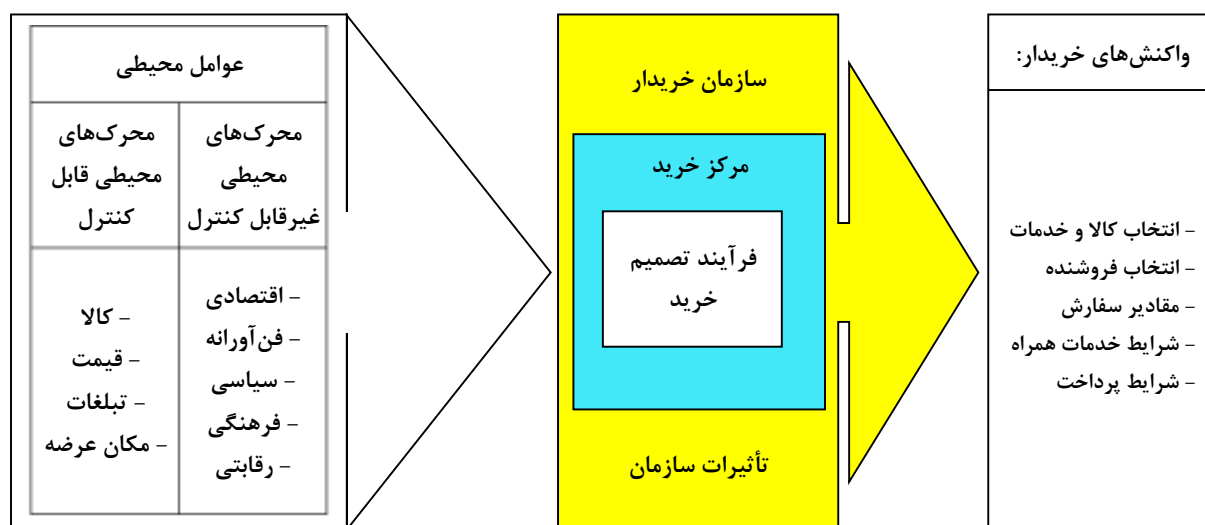 عوامل محیطی
محرک‌های
محیطی
غیرقابل کنترل
محرک‌های
محیطی قابل
کنترل
– اقتصادی
– فن‌آورانه
– سیاسی
– فرهنگی
– رقابتی
– کالا
– قیمت
– تبلغات
– مکان عرضه
سازمان خریدار
مرکز خرید
فرآیند تصمیم
خرید
تأثیرات سازمان
واکنش‌های خریدار:
– انتخاب کالا و خدمات
– انتخاب فروشنده
– مقادیر سفارش
– شرایط خدمات همراه
– شرایط پرداخت